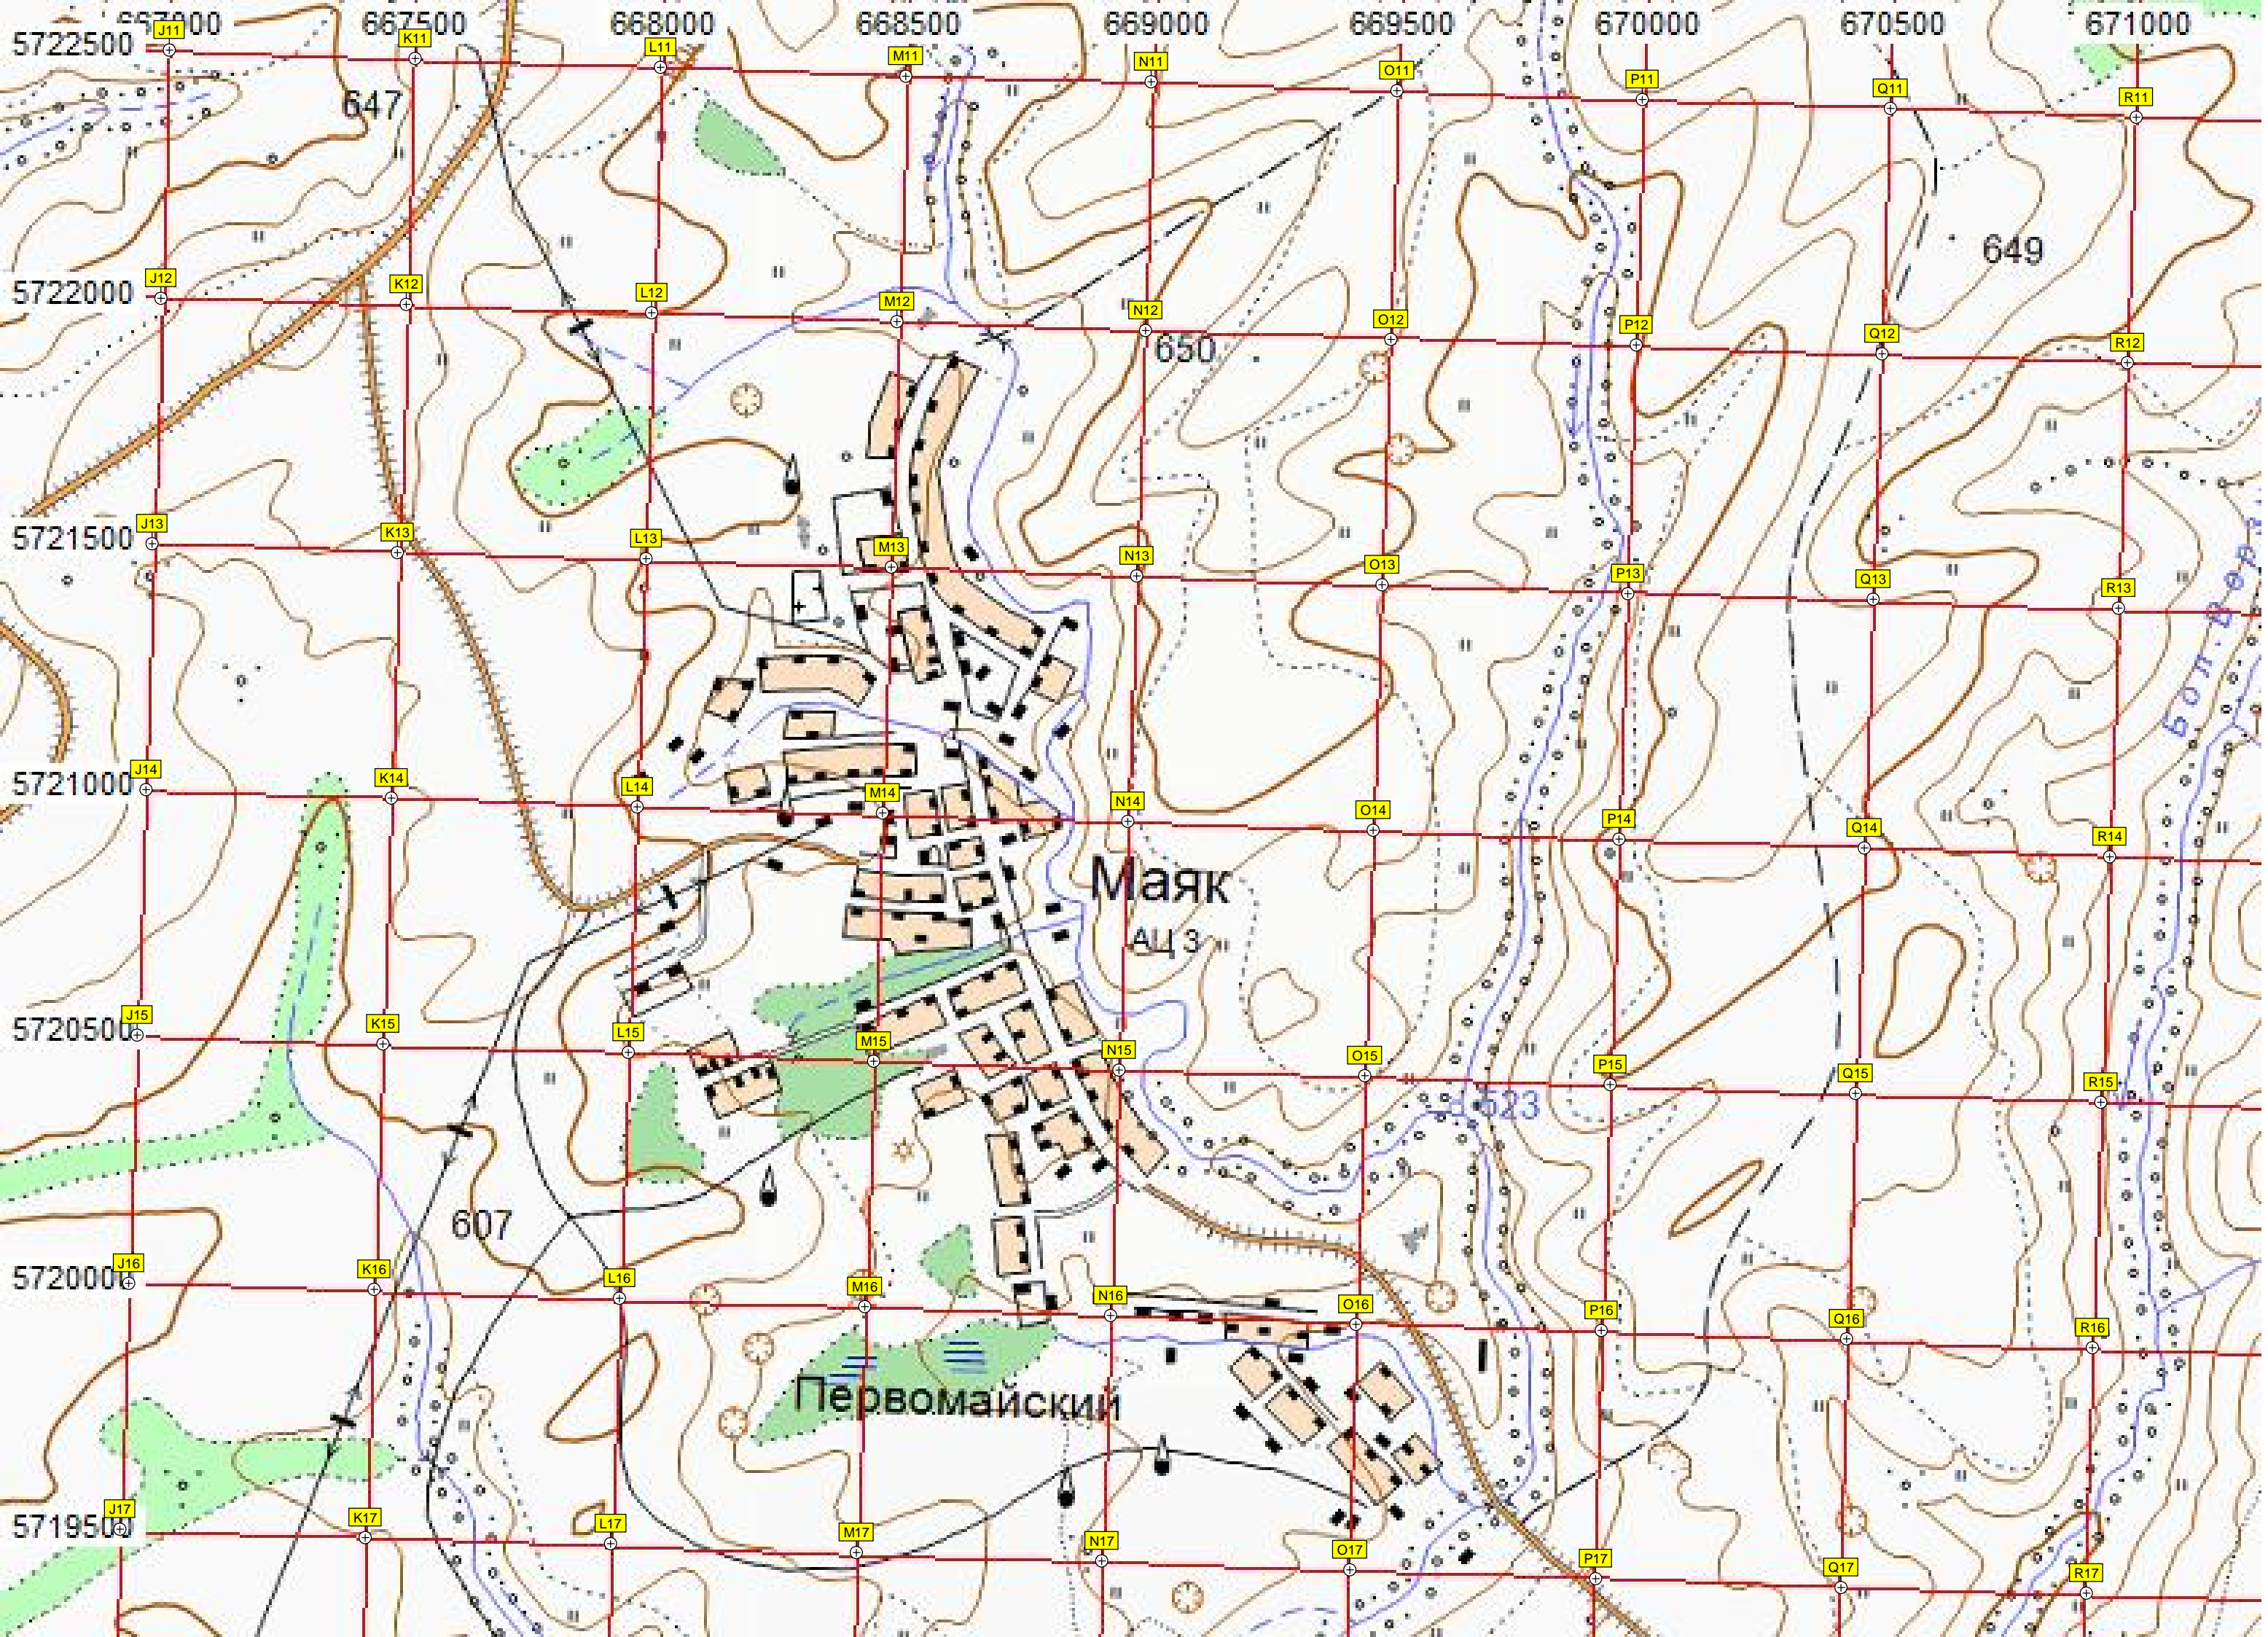 667000 667500 668000 668500 669000 669500 670000 670500 671000
5722500
J11 K11 L11 M11 N11 O11 P11 Q11 R11
647
649
5722000
J12 K12 L12 M12 N12 O12 P12 Q12 R12
650
5721500
J13 K13 L13 M13 N13 O13 P13 Q13 R13
Бол. Вор
5721000
J14 K14 L14 M14 N14 O14 P14 Q14 R14
Маяк
АЦ 3
5720500
J15 K15 L15 M15 N15 O15 P15 Q15 R15
523
607
5720000
J16 K16 L16 M16 N16 O16 P16 Q16 R16
Первомайский
5719500
J17 K17 L17 M17 N17 O17 P17 Q17 R17